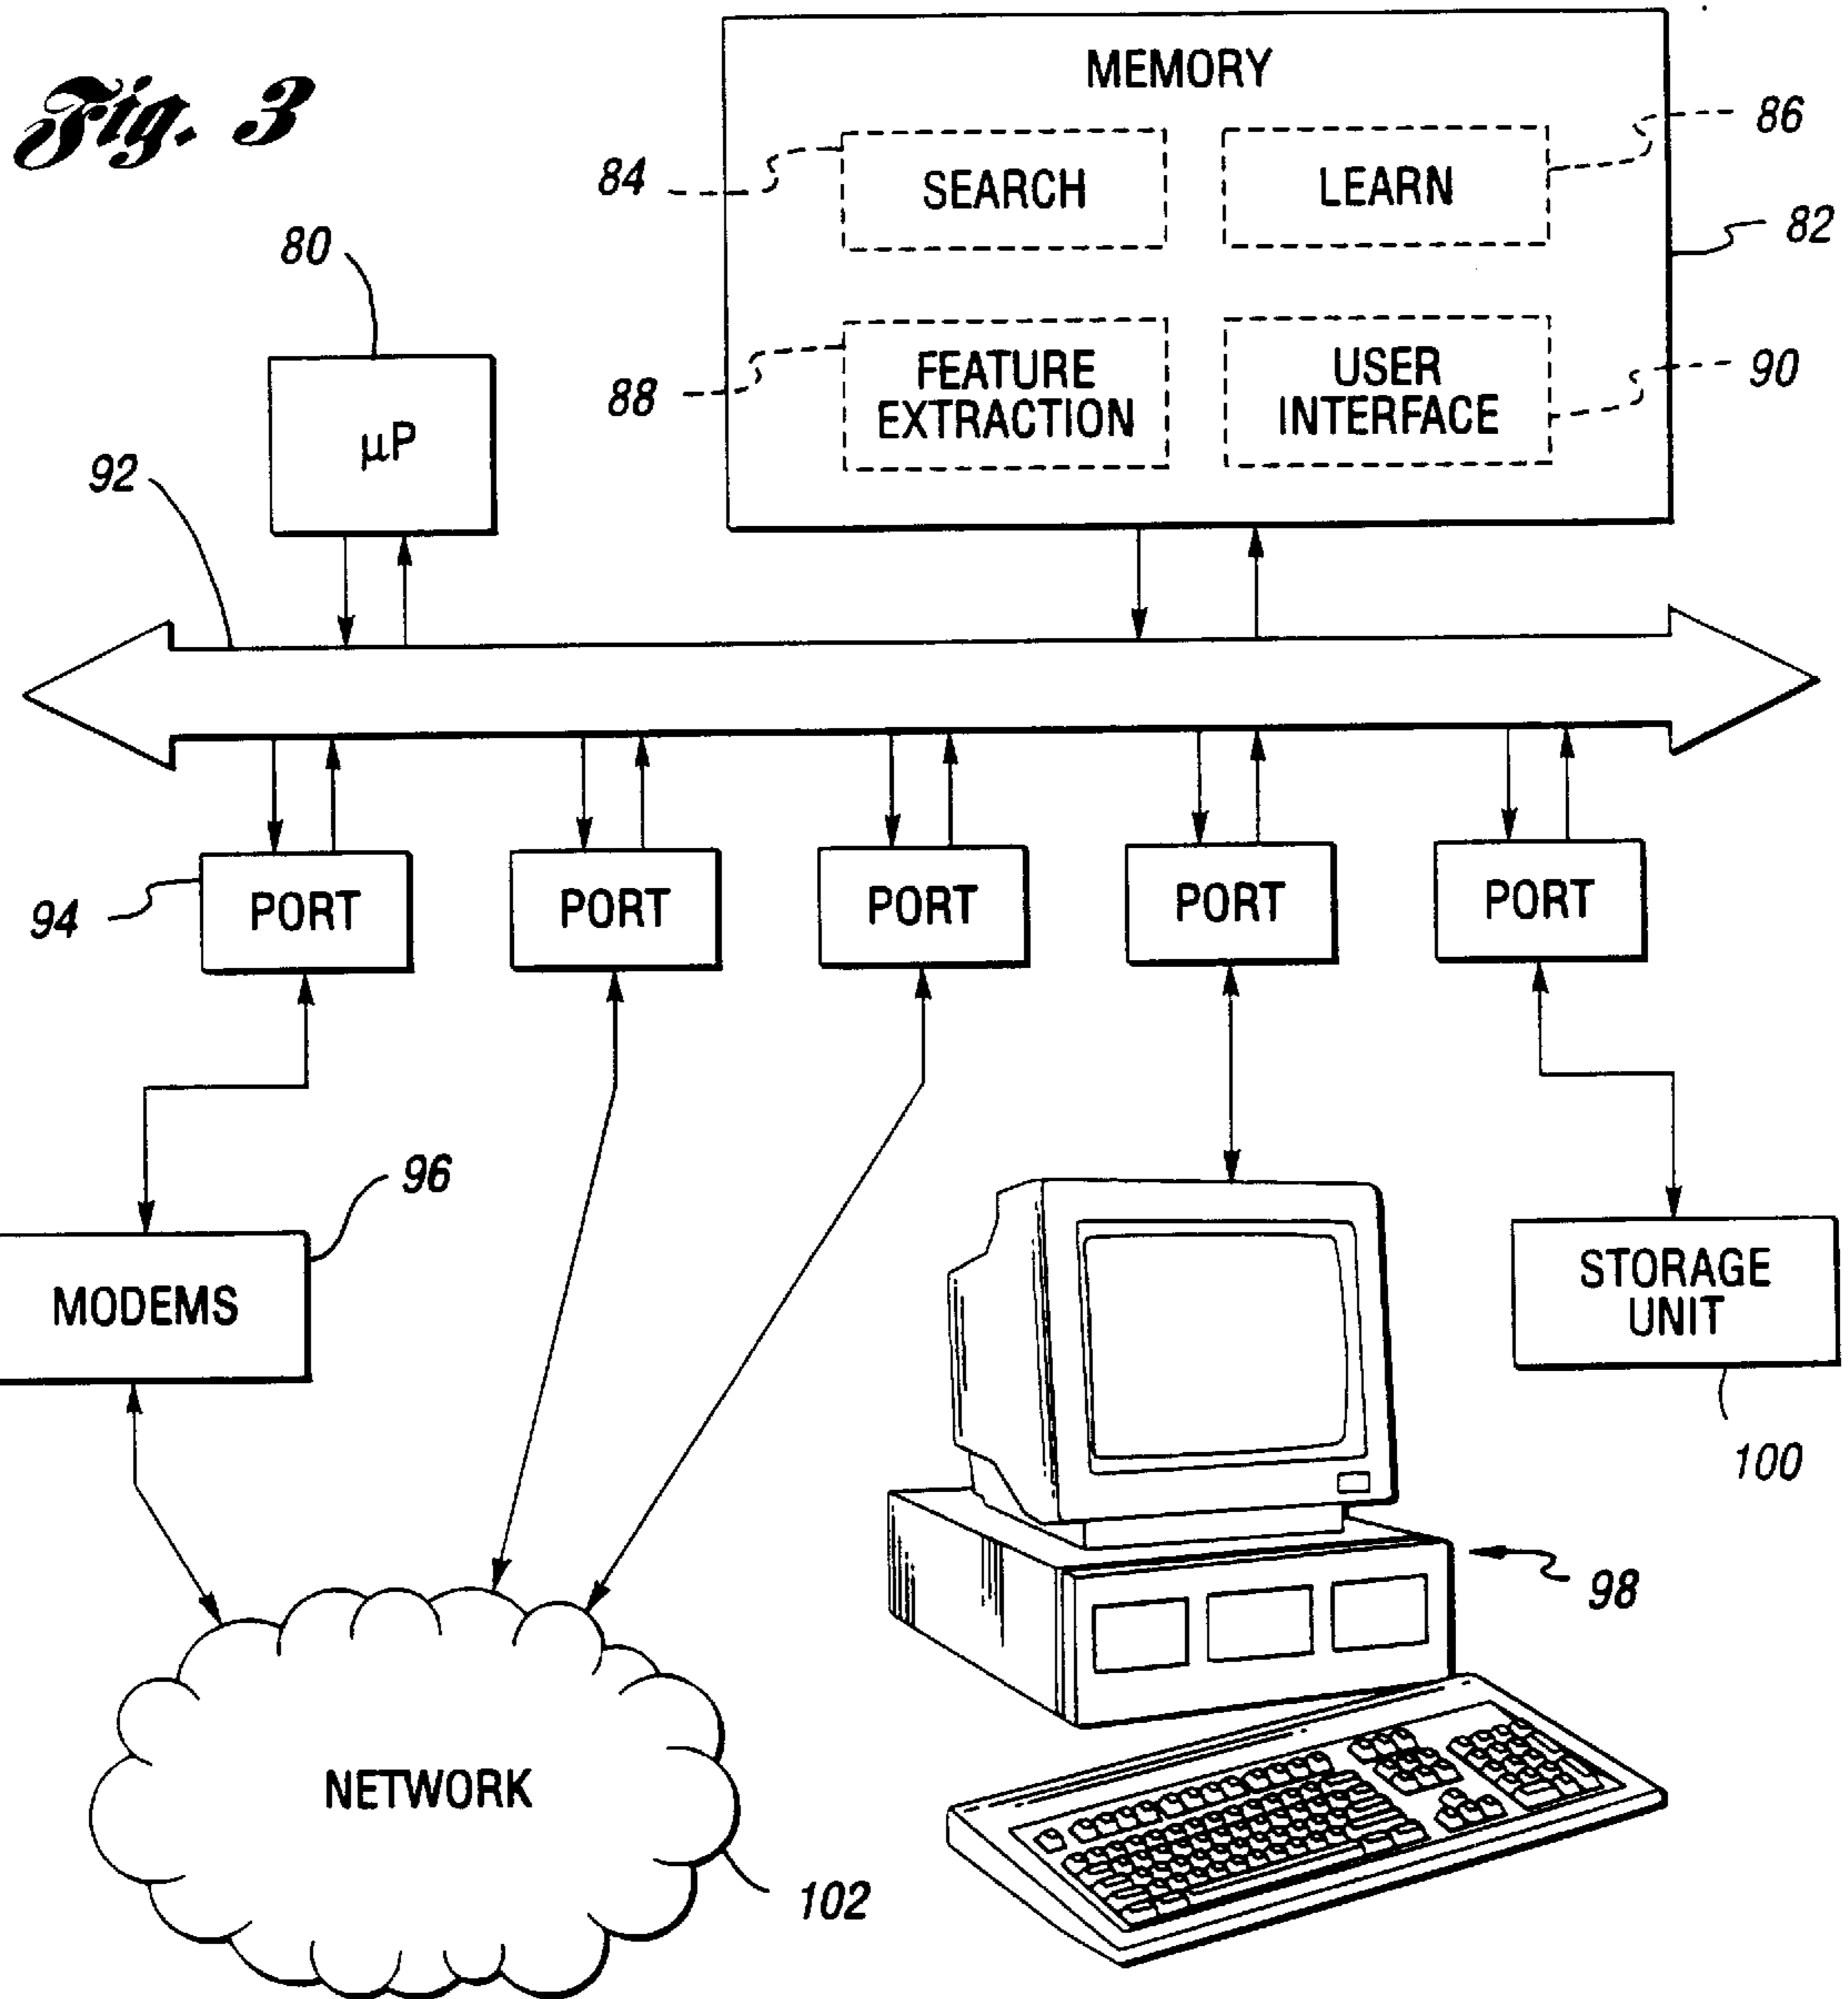 Fig. 3
MEMORY
84
SEARCH
LEARN
86
82
80
88
FEATURE
EXTRACTION
USER
INTERFACE
90
µP
92
94
PORT
PORT
PORT
PORT
PORT
96
MODEMS
STORAGE
UNIT
100
98
NETWORK
102